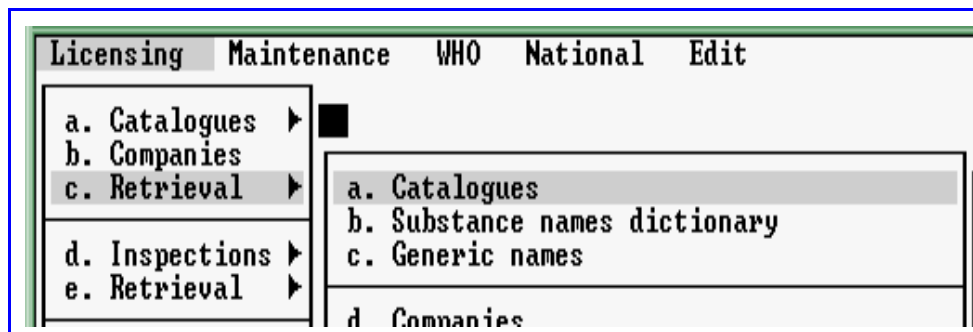 Licensing Maintenance WHO National Edit
a. Catalogues
b. Companies
c. Retrieval
d. Inspections
e. Retrieval
a. Catalogues
b. Substance names dictionary
c. Generic names
d. Companies